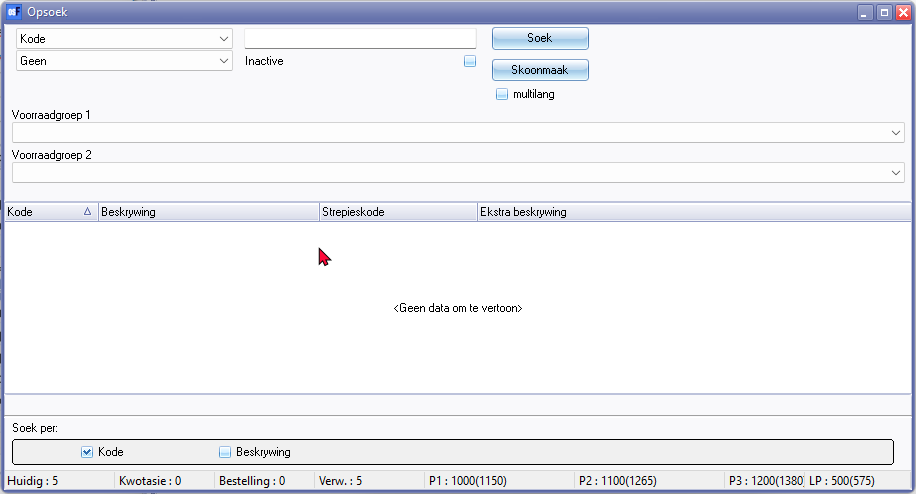 Opsoek
Kode
Soek
Geen
Inactive
Skoonmaak
multilang
Voorraadgroep 1
Voorraadgroep 2
Kode Beskrywing Strepieskode Ekstra beskrywing
<Geen data om te vertoon>
Soek per:
Kode Beskrywing
Huidig : 5 Kwotasie : 0 Bestelling : 0 Verw. : 5 P1 : 1000(1150) P2 : 1100(1265) P3 : 1200(1380) LP : 500(575)